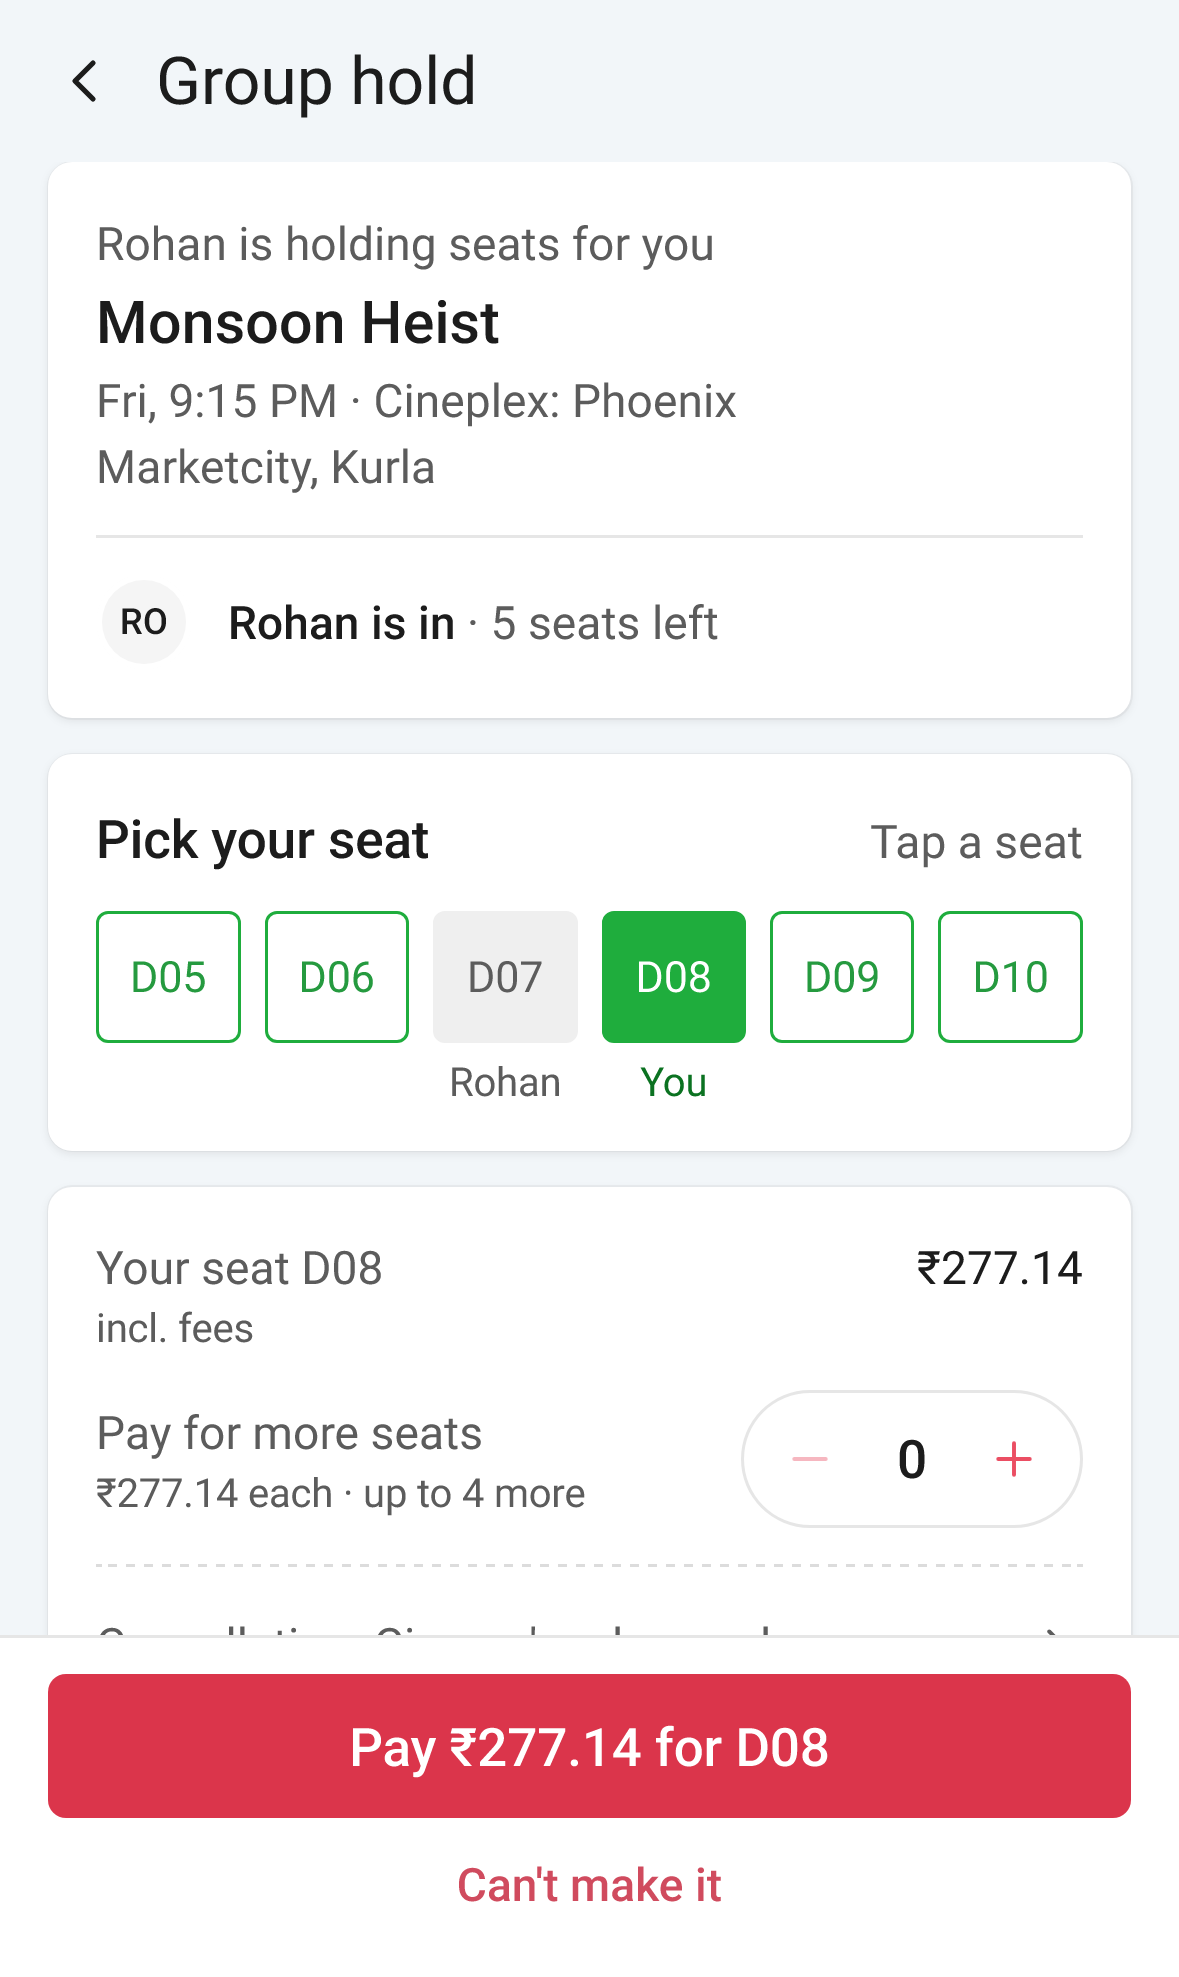 Group hold
Rohan is holding seats for you
Monsoon Heist
Fri, 9:15 PM · Cineplex: Phoenix
Marketcity, Kurla
RO
Rohan is in · 5 seats left
Pick your seat
Tap a seat
D05 D06 D07 D08 D09 D10
Rohan You
Your seat D08 ₹277.14
incl. fees
Pay for more seats
₹277.14 each · up to 4 more
− 0 +
Pay ₹277.14 for D08
Can't make it